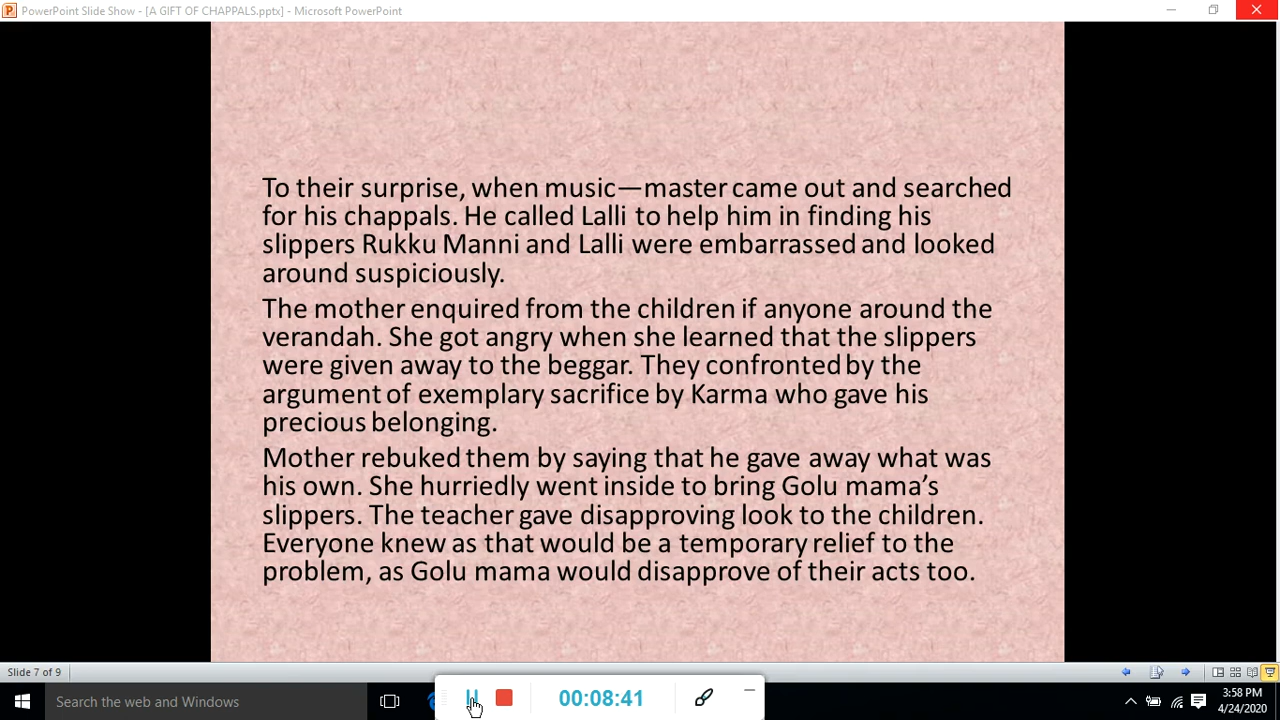 PowerPoint Slide Show - [A GIFT OF CHAPPALS.pptx] - Microsoft PowerPoint
To their surprise, when music—master came out and searched
for his chappals. He called Lalli to help him in finding his
slippers Rukku Manni and Lalli were embarrassed and looked
around suspiciously.
The mother enquired from the children if anyone around the
verandah. She got angry when she learned that the slippers
were given away to the beggar. They confronted by the
argument of exemplary sacrifice by Karma who gave his
precious belonging.
Mother rebuked them by saying that he gave away what was
his own. She hurriedly went inside to bring Golu mama’s
slippers. The teacher gave disapproving look to the children.
Everyone knew as that would be a temporary relief to the
problem, as Golu mama would disapprove of their acts too.
Slide 7 of 9
Search the web and Windows
00:08:41
3:58 PM
4/24/2020